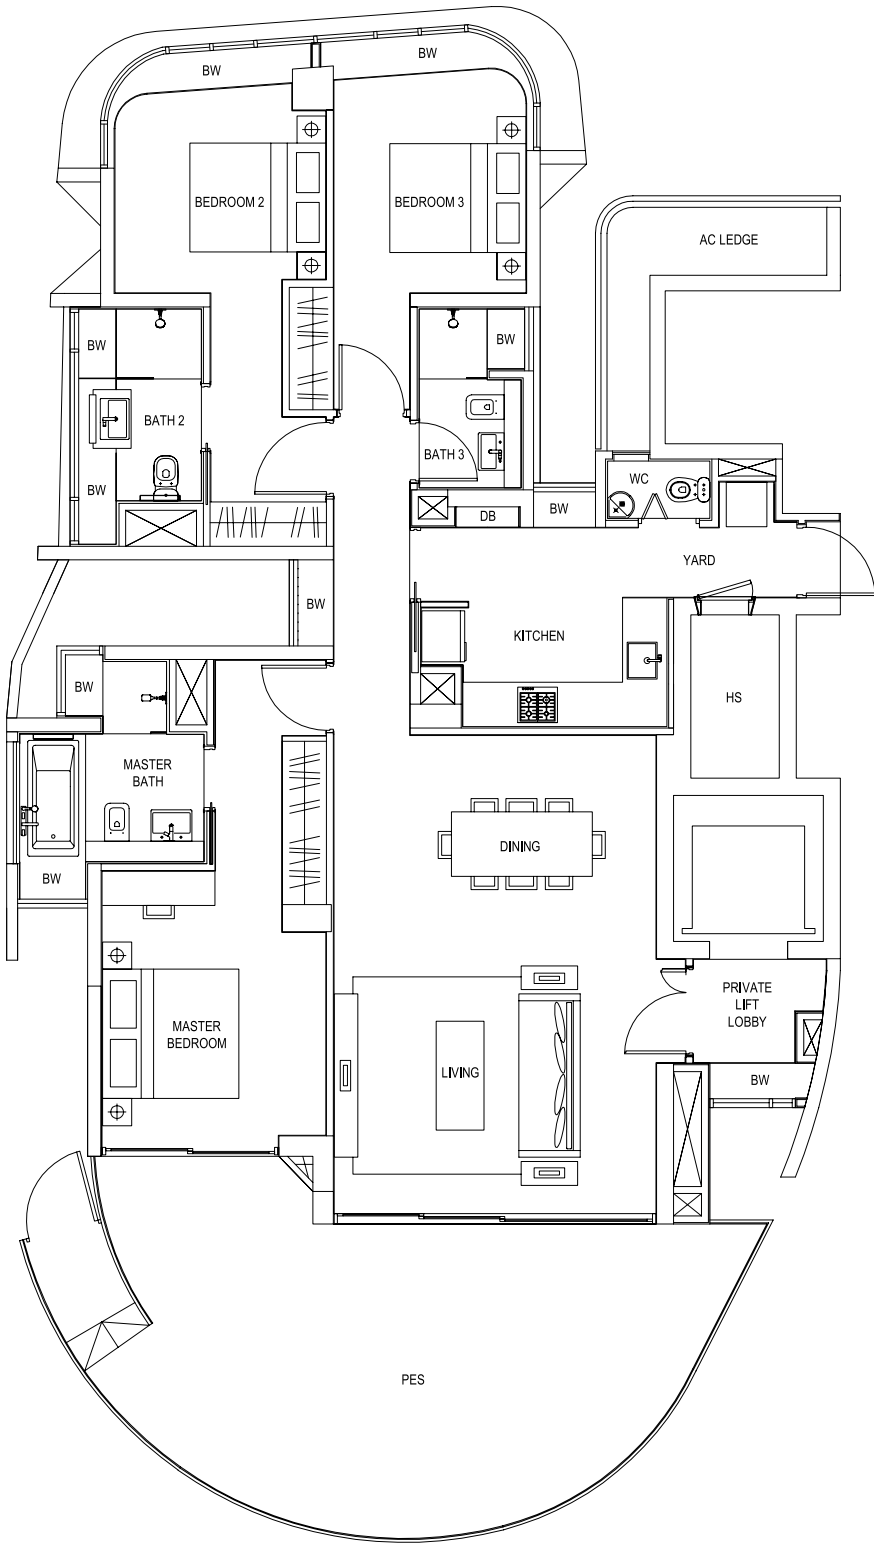 BW
BW
BEDROOM 2
BEDROOM 3
AC LEDGE
BW
BW
BATH 2
BATH 3
WC
BW
DB
BW
YARD
BW
KITCHEN
BW
HS
MASTER
BATH
DINING
BW
PRIVATE
LIFT
LOBBY
MASTER
BEDROOM
LIVING
BW
PES